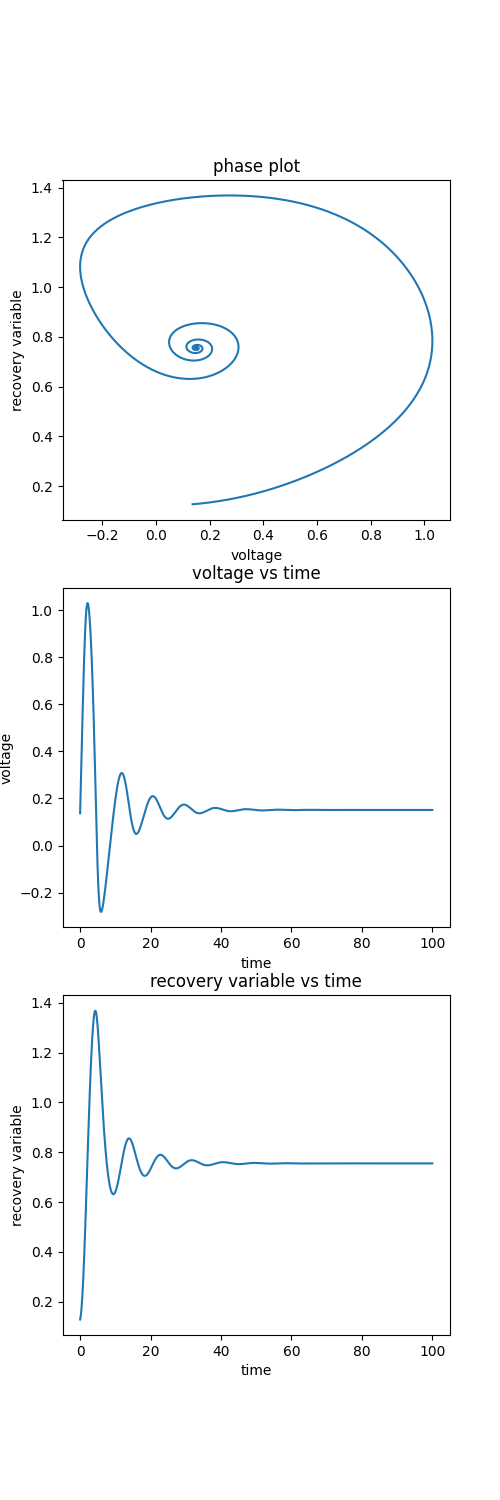 phase plot
1.4
1.2
1.0
0.8
0.6
0.4
0.2
recovery variable
−0.2 0.0 0.2 0.4 0.6 0.8 1.0
voltage
voltage vs time
1.0
0.8
0.6
0.4
0.2
0.0
−0.2
voltage
0 20 40 60 80 100
time
recovery variable vs time
1.4
1.2
1.0
0.8
0.6
0.4
0.2
recovery variable
0 20 40 60 80 100
time